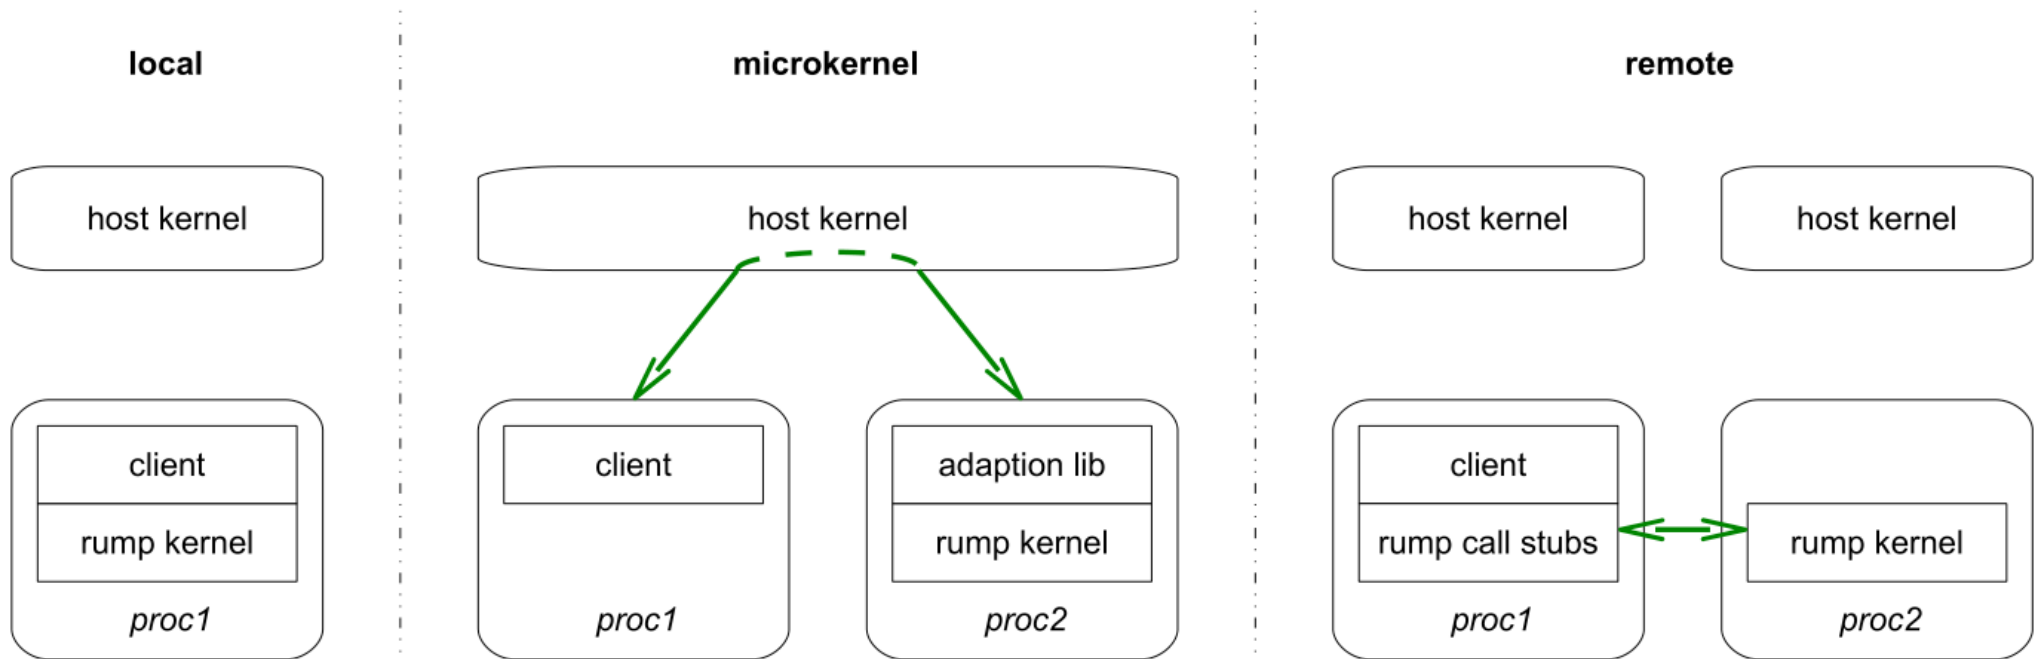 local
microkernel
remote
host kernel
host kernel
host kernel
host kernel
client
rump kernel
proc1
client
proc1
adaption lib
rump kernel
proc2
client
rump call stubs
proc1
rump kernel
proc2